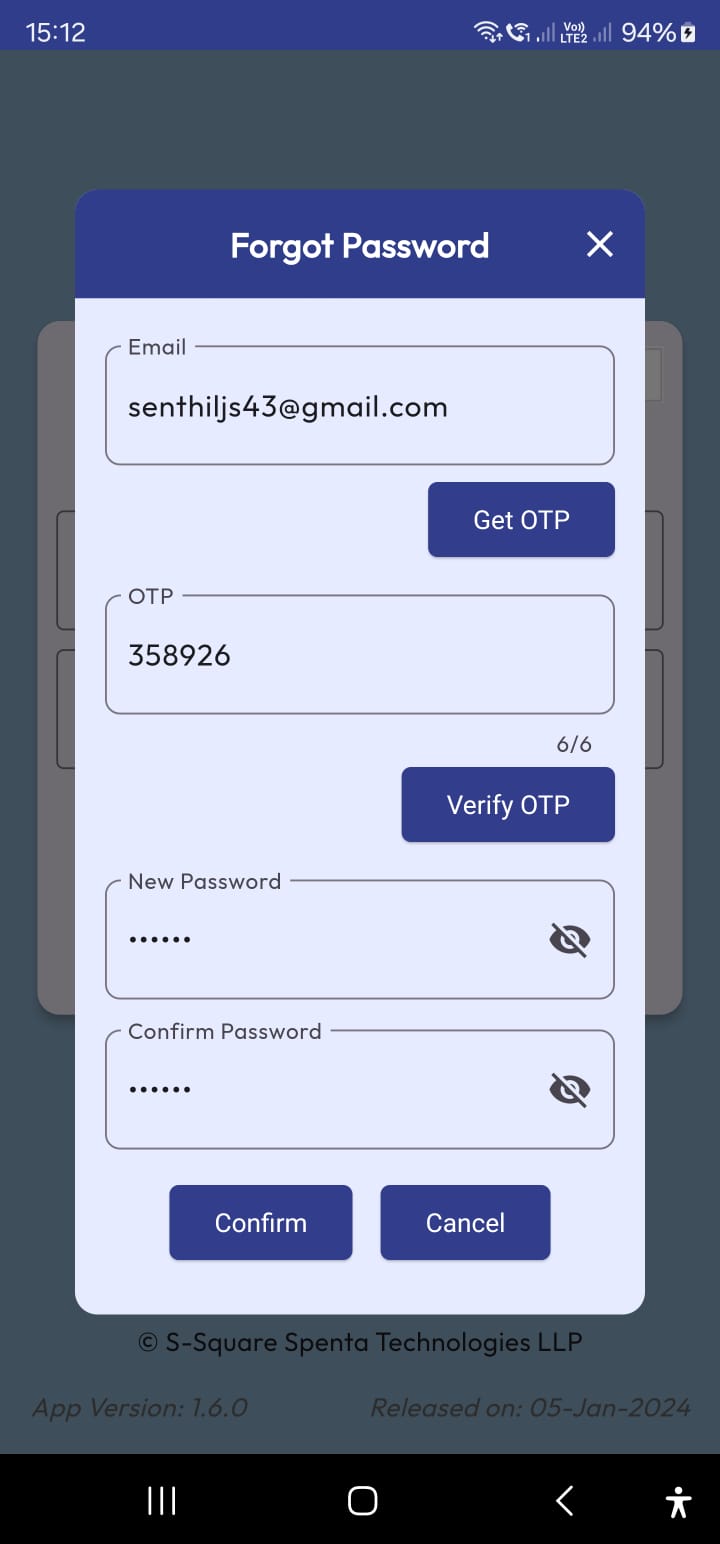 15:12
Vo)) LTE2 94%
Forgot Password
Email
senthiljs43@gmail.com
Get OTP
OTP
358926
6/6
Verify OTP
New Password
••••••
Confirm Password
••••••
Confirm Cancel
© S-Square Spenta Technologies LLP
App Version: 1.6.0 Released on: 05-Jan-2024